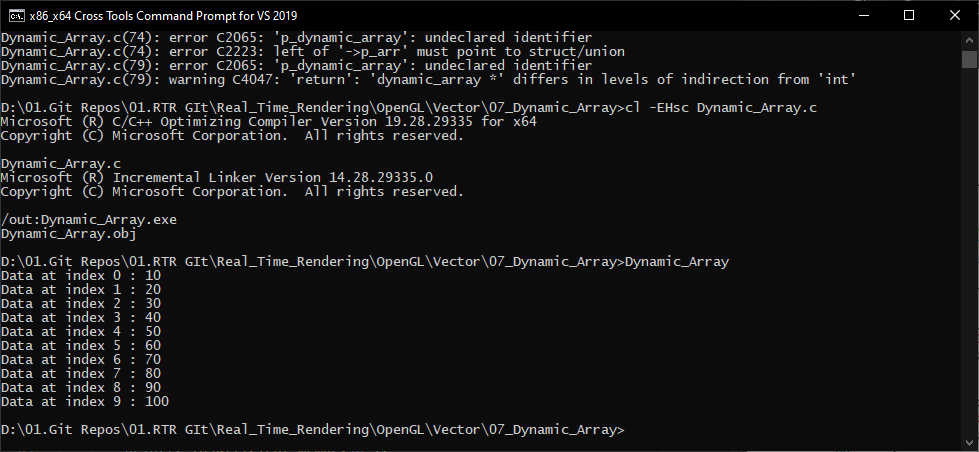 x86_x64 Cross Tools Command Prompt for VS 2019
Dynamic_Array.c(74): error C2065: 'p_dynamic_array': undeclared identifier
Dynamic_Array.c(74): error C2223: left of '->p_arr' must point to struct/union
Dynamic_Array.c(79): error C2065: 'p_dynamic_array': undeclared identifier
Dynamic_Array.c(79): warning C4047: 'return': 'dynamic_array *' differs in levels of indirection from 'int'
D:\01.Git Repos\01.RTR GIt\Real_Time_Rendering\OpenGL\Vector\07_Dynamic_Array>cl -EHsc Dynamic_Array.c
Microsoft (R) C/C++ Optimizing Compiler Version 19.28.29335 for x64
Copyright (C) Microsoft Corporation.  All rights reserved.
Dynamic_Array.c
Microsoft (R) Incremental Linker Version 14.28.29335.0
Copyright (C) Microsoft Corporation.  All rights reserved.
/out:Dynamic_Array.exe
Dynamic_Array.obj
D:\01.Git Repos\01.RTR GIt\Real_Time_Rendering\OpenGL\Vector\07_Dynamic_Array>Dynamic_Array
Data at index 0 : 10
Data at index 1 : 20
Data at index 2 : 30
Data at index 3 : 40
Data at index 4 : 50
Data at index 5 : 60
Data at index 6 : 70
Data at index 7 : 80
Data at index 8 : 90
Data at index 9 : 100
D:\01.Git Repos\01.RTR GIt\Real_Time_Rendering\OpenGL\Vector\07_Dynamic_Array>